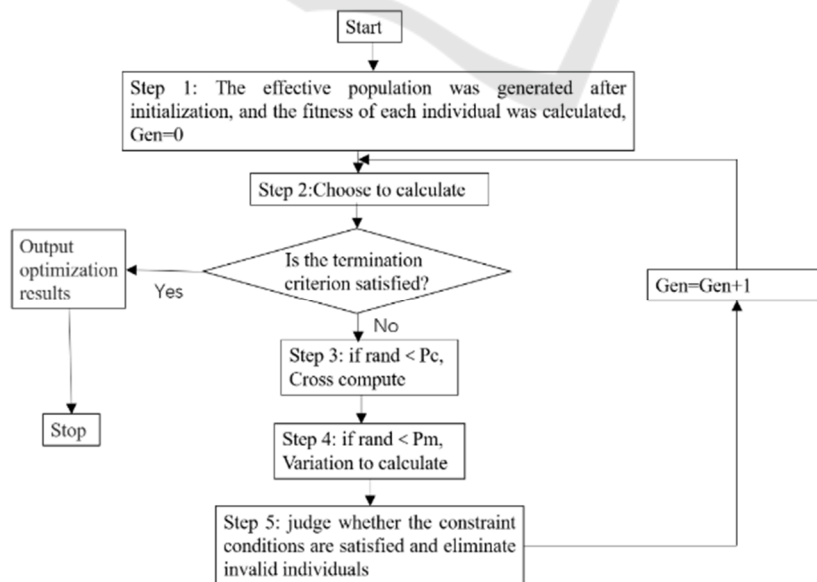 Start
Step 1: The effective population was generated after
initialization, and the fitness of each individual was calculated,
Gen=0
Step 2:Choose to calculate
Is the termination
criterion satisfied?
Yes
Output
optimization
results
Stop
No
Step 3: if rand < Pc,
Cross compute
Step 4: if rand < Pm,
Variation to calculate
Step 5: judge whether the constraint
conditions are satisfied and eliminate
invalid individuals
Gen=Gen+1